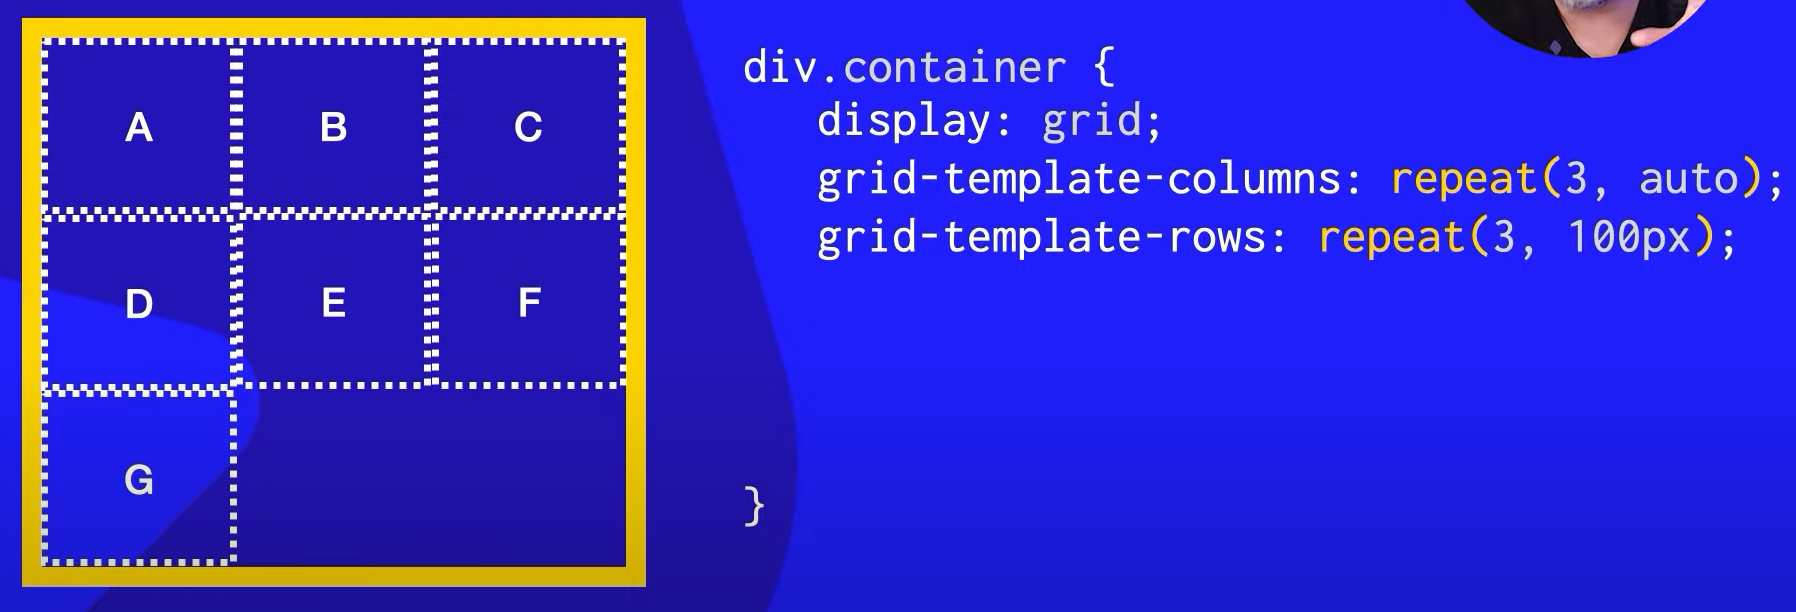 A B C
D E F
G
div.container {
display: grid;
grid-template-columns: repeat(3, auto);
grid-template-rows: repeat(3, 100px);
}